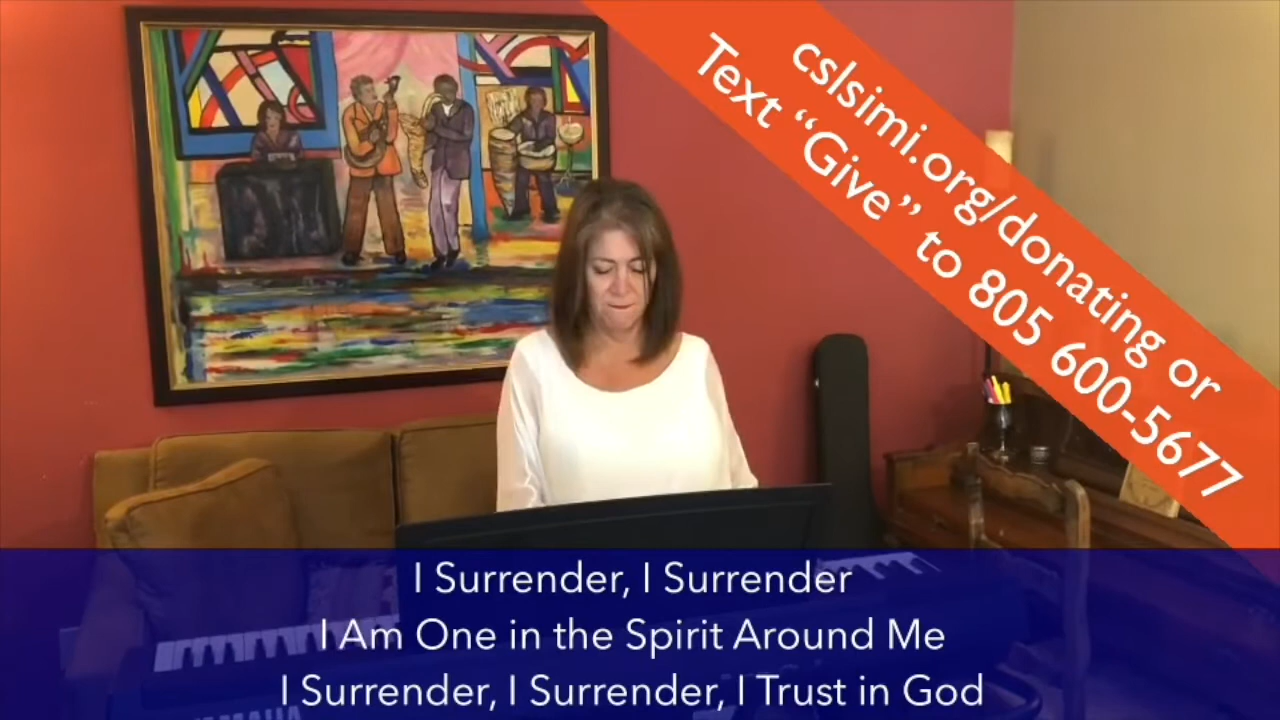 cslsimi.org/donating or
Text “Give” to 805 600-5677
I Surrender, I Surrender
I Am One in the Spirit Around Me
I Surrender, I Surrender, I Trust in God
YAMAHA